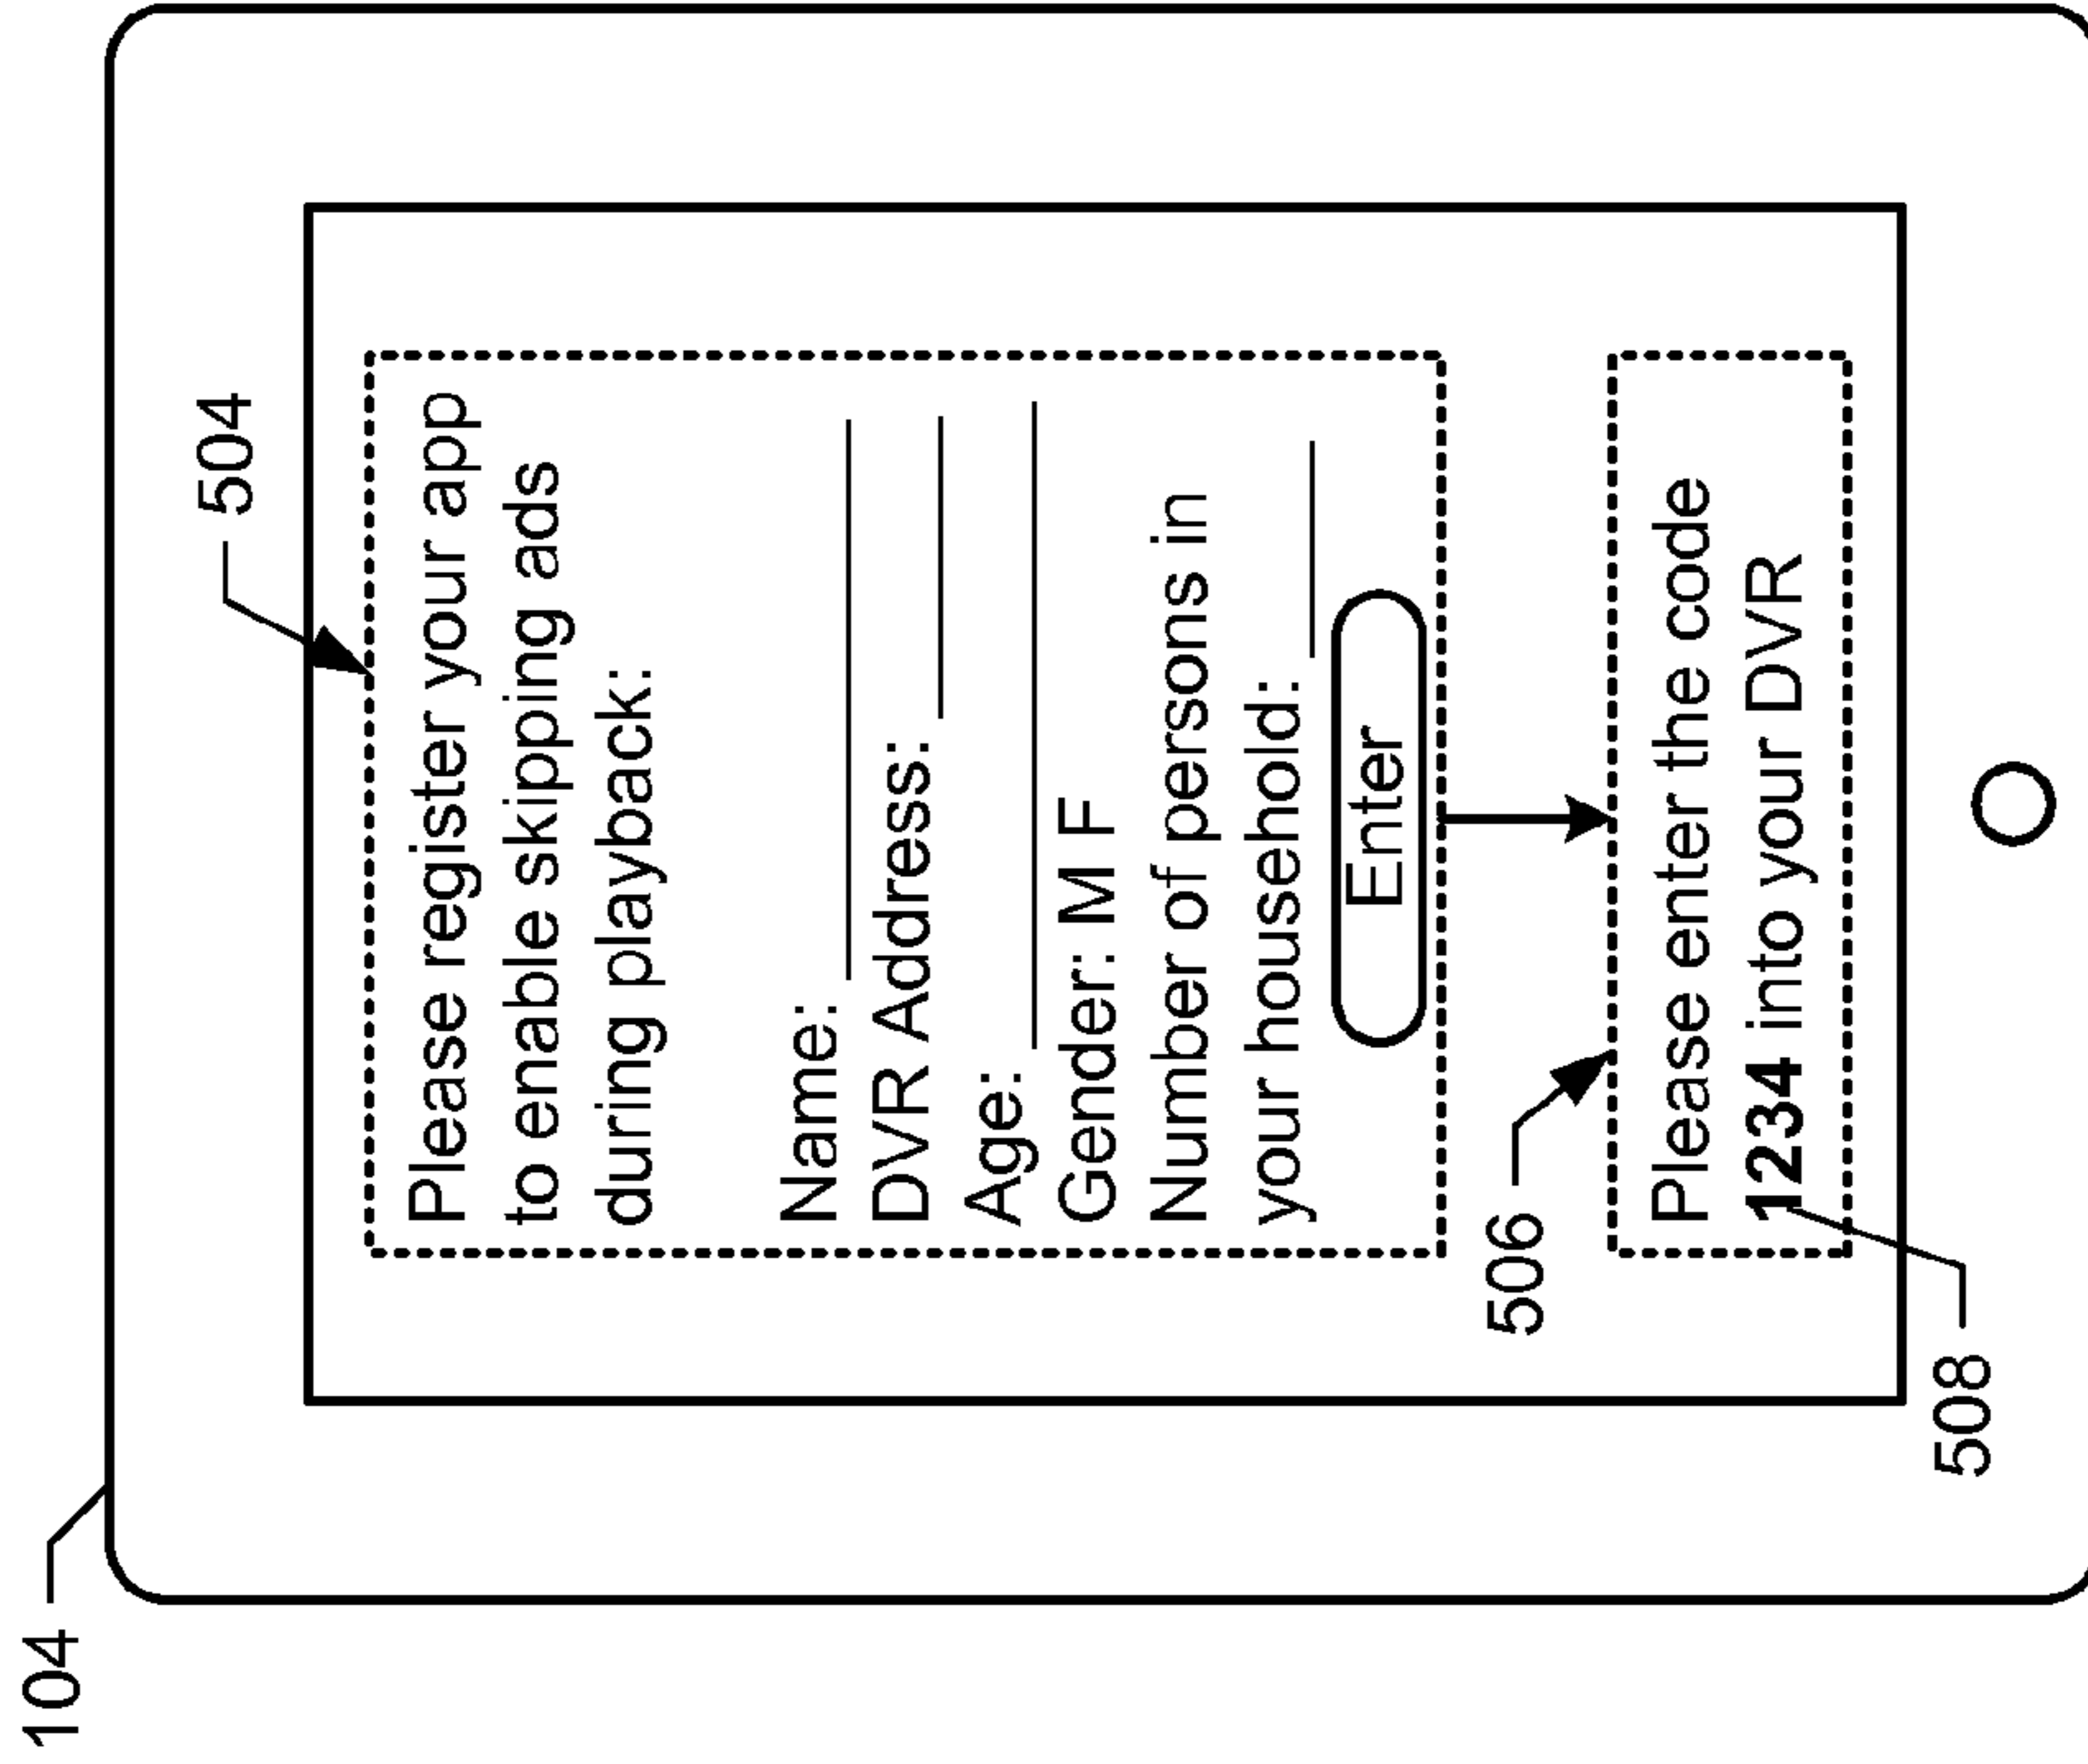 104
504
Please register your app
to enable skipping ads
during playback:
Name:
DVR Address:
Age:
Gender: M F
Number of persons in
your household:
Enter
506
Please enter the code
1234 into your DVR
508